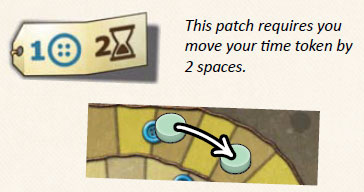 1 2
This patch requires you
move your time token by
2 spaces.